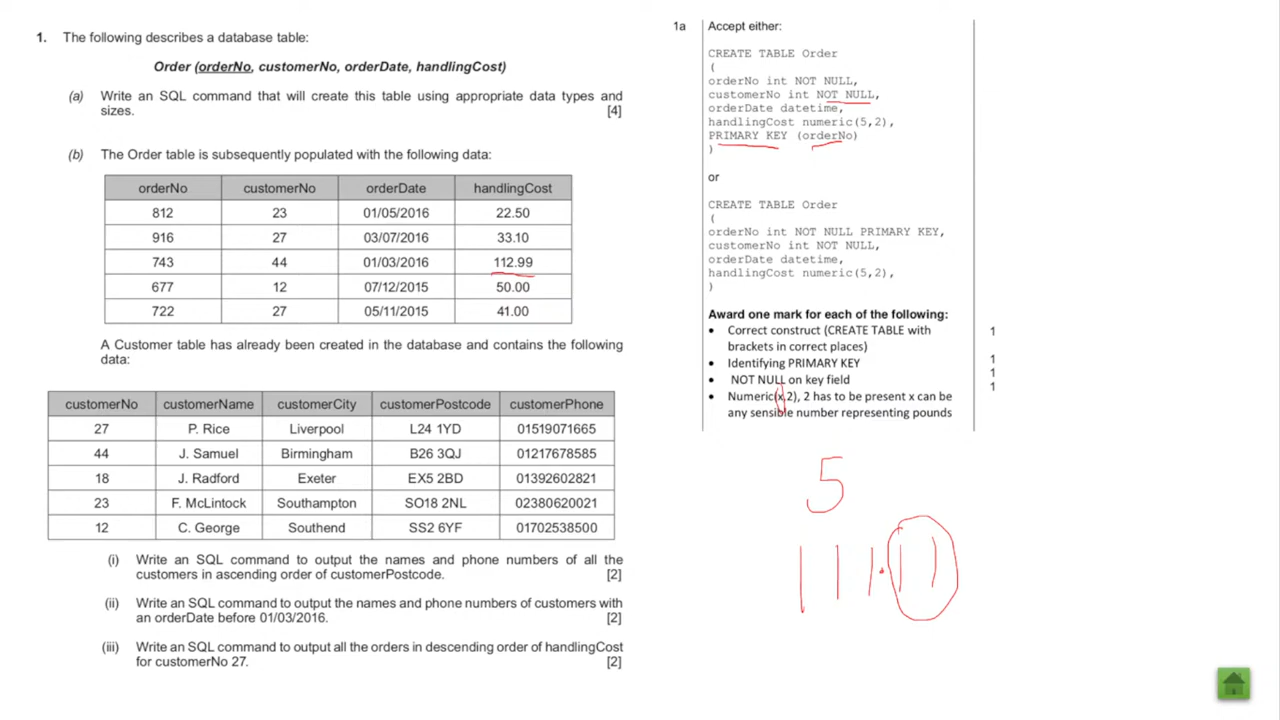 1. The following describes a database table:
Order (orderNo, customerNo, orderDate, handlingCost)
(a) Write an SQL command that will create this table using appropriate data types and
sizes. [4]
(b) The Order table is subsequently populated with the following data:
orderNo customerNo orderDate handlingCost
812 23 01/05/2016 22.50
916 27 03/07/2016 33.10
743 44 01/03/2016 112.99
677 12 07/12/2015 50.00
722 27 05/11/2015 41.00
A Customer table has already been created in the database and contains the following
data:
customerNo customerName customerCity customerPostcode customerPhone
27 P. Rice Liverpool L24 1YD 01519071665
44 J. Samuel Birmingham B26 3QJ 01217678585
18 J. Radford Exeter EX5 2BD 01392602821
23 F. McLintock Southampton SO18 2NL 02380620021
12 C. George Southend SS2 6YF 01702538500
(i) Write an SQL command to output the names and phone numbers of all the
customers in ascending order of customerPostcode. [2]
(ii) Write an SQL command to output the names and phone numbers of customers with
an orderDate before 01/03/2016. [2]
(iii) Write an SQL command to output all the orders in descending order of handlingCost
for customerNo 27. [2]
1a Accept either:
CREATE TABLE Order
(
orderNo int NOT NULL,
customerNo int NOT NULL,
orderDate datetime,
handlingCost numeric(5,2),
PRIMARY KEY (orderNo)
)
or
CREATE TABLE Order
(
orderNo int NOT NULL PRIMARY KEY,
customerNo int NOT NULL,
orderDate datetime,
handlingCost numeric(5,2),
)
Award one mark for each of the following:
• Correct construct (CREATE TABLE with 1
brackets in correct places)
• Identifying PRIMARY KEY 1
• NOT NULL on key field 1
• Numeric(x,2), 2 has to be present x can be 1
any sensible number representing pounds
5
111.11